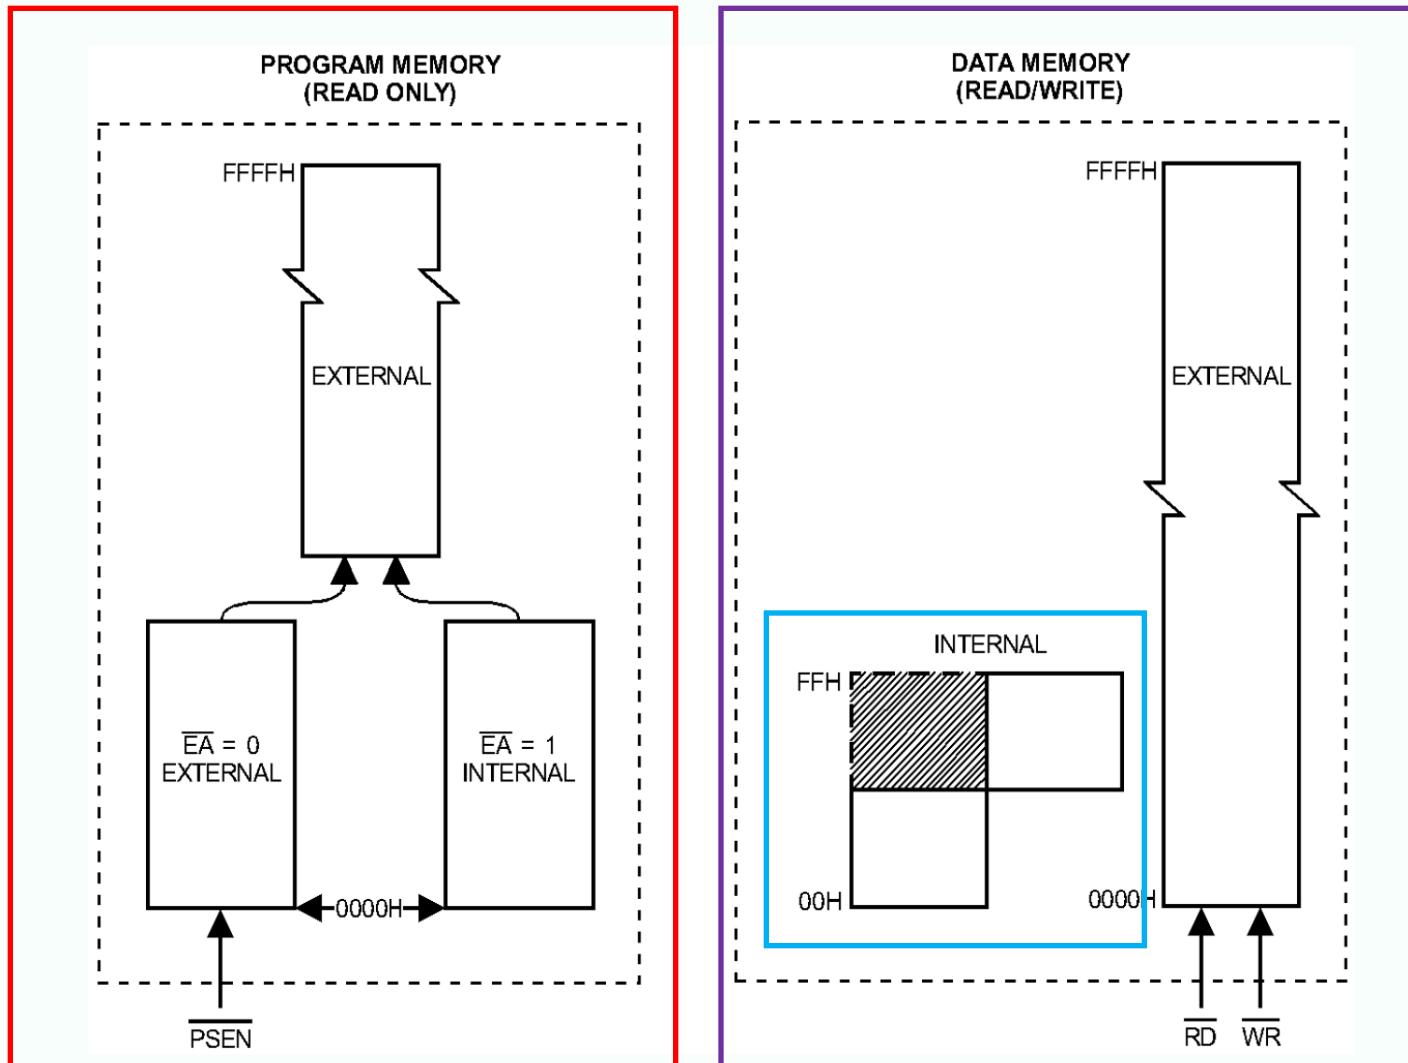 PROGRAM MEMORY
(READ ONLY)
FFFFH
EXTERNAL
EA = 0
EXTERNAL
EA = 1
INTERNAL
0000H
PSEN
DATA MEMORY
(READ/WRITE)
FFFFH
EXTERNAL
INTERNAL
FFH
00H
0000H
RD
WR